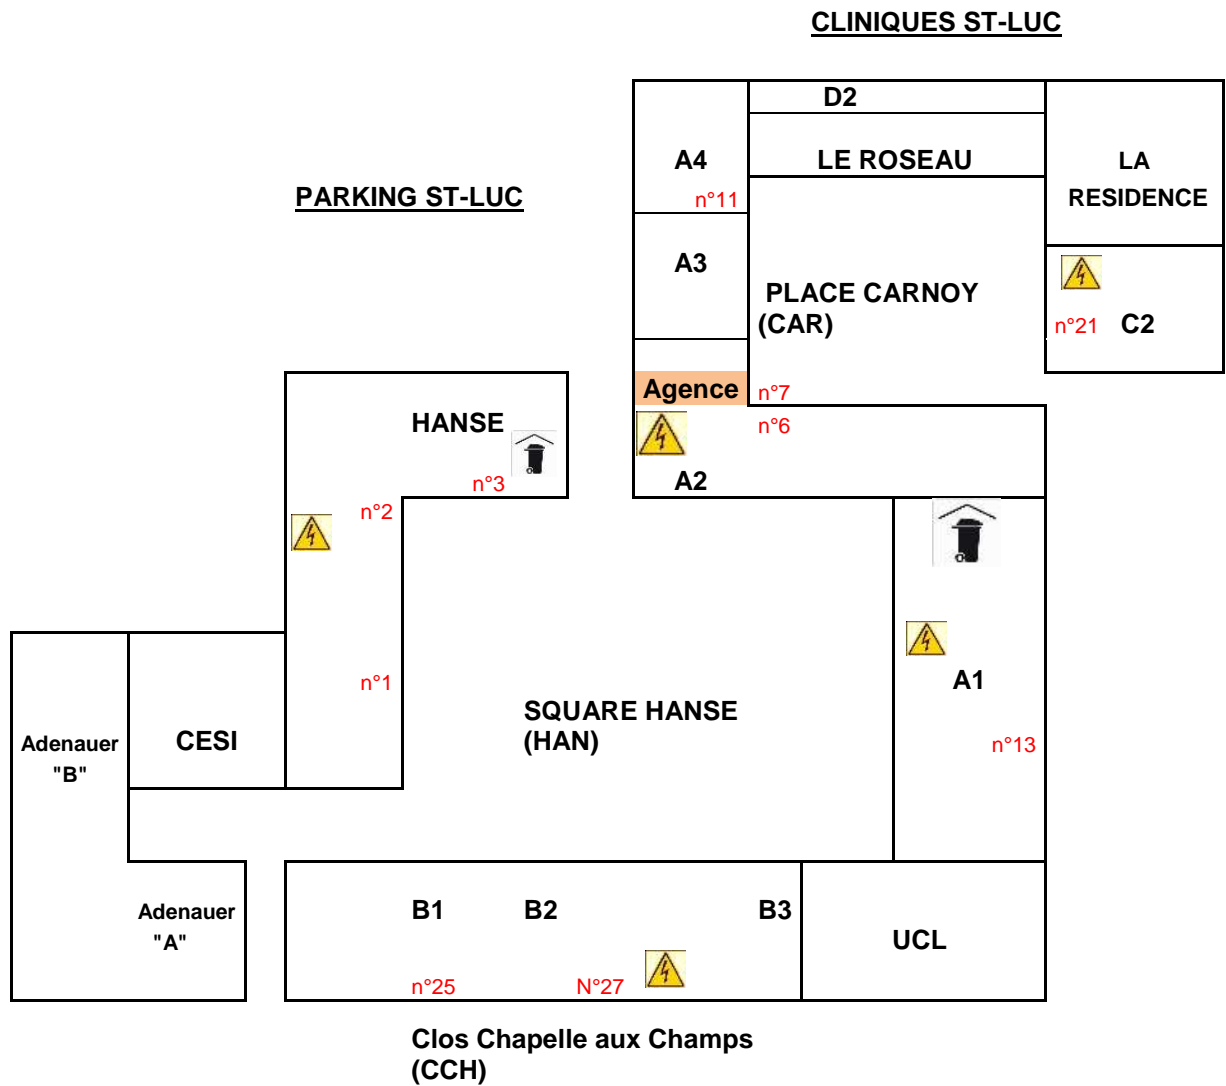 CLINIQUES ST-LUC
D2
A4
LE ROSEAU
LA
RESIDENCE
PARKING ST-LUC
n°11
A3
PLACE CARNOY
(CAR)
n°21 C2
Agence
n°7
HANSE
n°6
n°3
A2
n°2
n°1
A1
SQUARE HANSE
(HAN)
n°13
Adenauer
"B"
CESI
Adenauer
"A"
B1
B2
B3
UCL
n°25
N°27
Clos Chapelle aux Champs
(CCH)